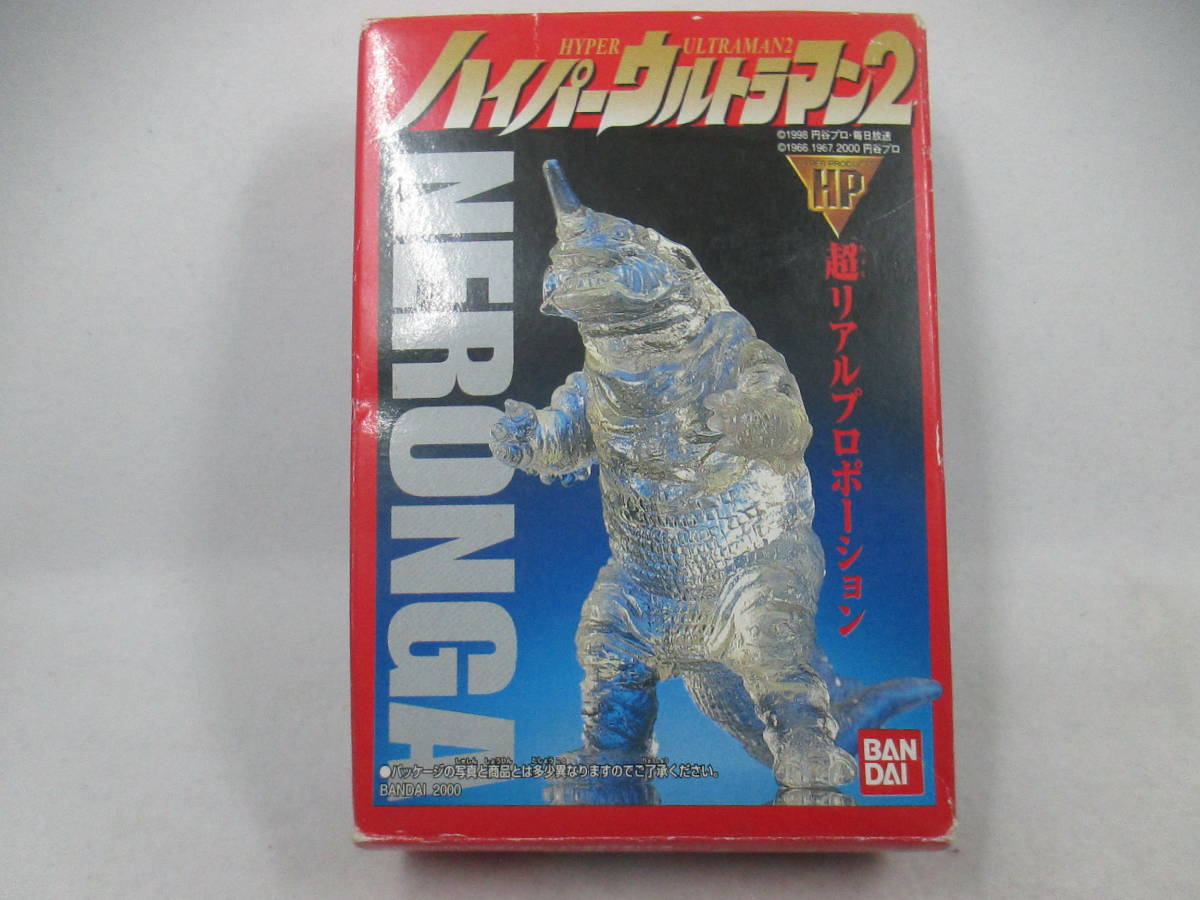 HYPER ULTRAMAN2
ハイパーウルトラマン2
©1998 円谷プロ・毎日放送
©1966, 1967, 2000 円谷プロ
HP
超リアルプロポーション
NERONGA
●パッケージの写真と商品とは多少異なりますのでご了承ください。
BANDAI 2000
BAN
DAI